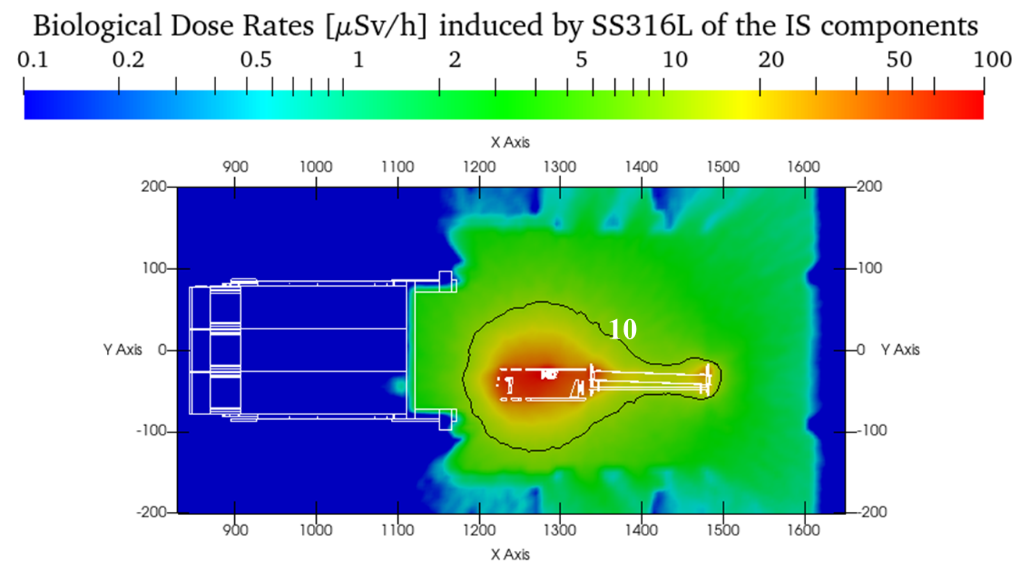 Biological Dose Rates [μSv/h] induced by SS316L of the IS components
0.1 0.2 0.5 1 2 5 10 20 50 100
X Axis
900 1000 1100 1200 1300 1400 1500 1600
200 200
100 100
10
Y Axis 0 0 Y Axis
-100 -100
-200 -200
900 1000 1100 1200 1300 1400 1500 1600
X Axis